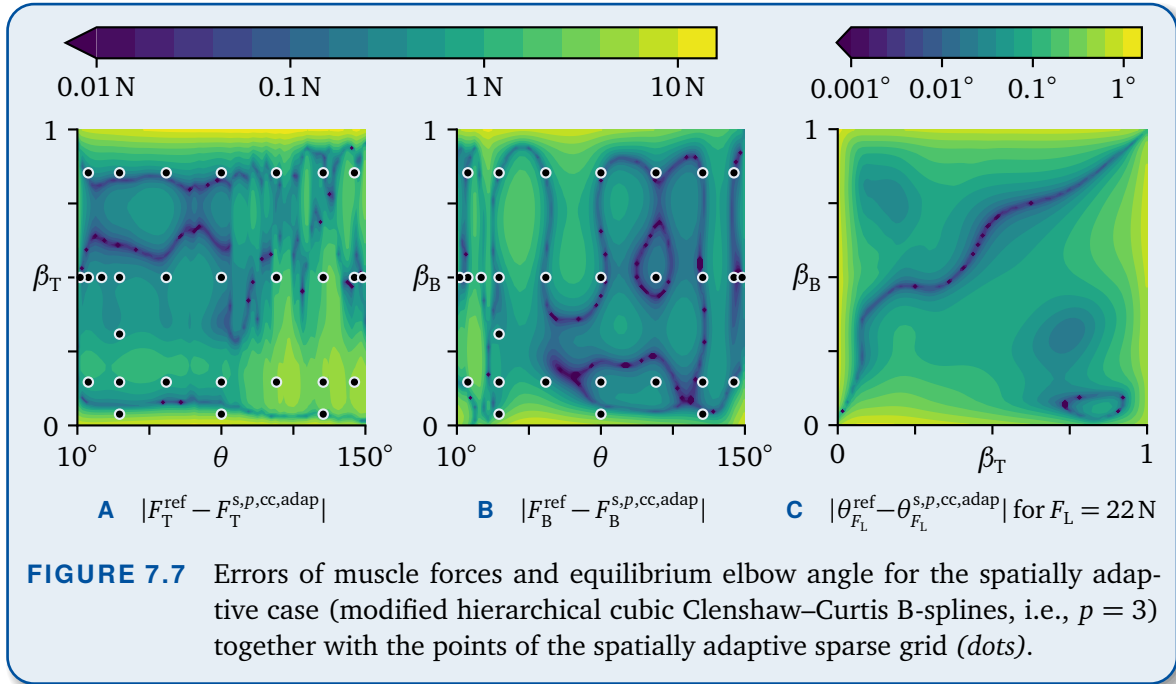 0.01 N 0.1 N 1 N 10 N
0.001° 0.01° 0.1° 1°
1 1 1
β_T β_B β_B
0 0 0
10° θ 150° 10° θ 150° 0 β_T 1
A |F_T^ref − F_T^{s,p,cc,adap}| B |F_B^ref − F_B^{s,p,cc,adap}| C |θ_{F_L}^ref − θ_{F_L}^{s,p,cc,adap}| for F_L = 22 N
FIGURE 7.7 Errors of muscle forces and equilibrium elbow angle for the spatially adap-
tive case (modified hierarchical cubic Clenshaw–Curtis B-splines, i.e., p = 3)
together with the points of the spatially adaptive sparse grid (dots).